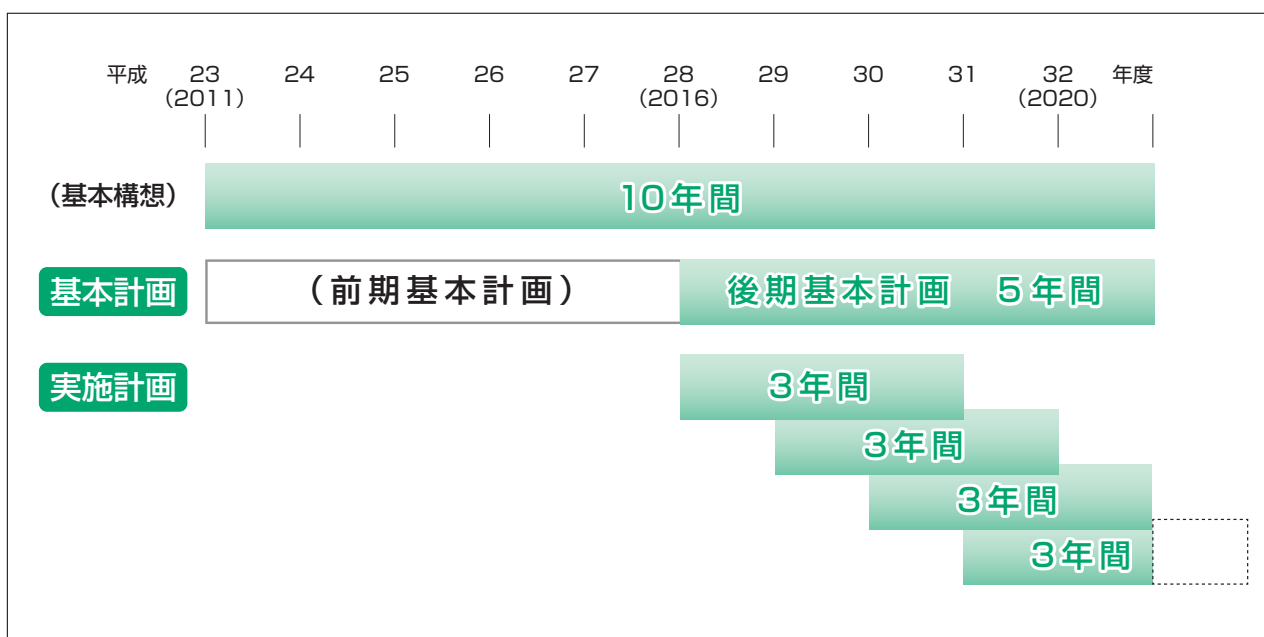 平成 23 24 25 26 27 28 29 30 31 32 年度
(2011) (2016) (2020)
(基本構想) 10年間
基本計画 (前期基本計画) 後期基本計画 5年間
実施計画 3年間
3年間
3年間
3年間